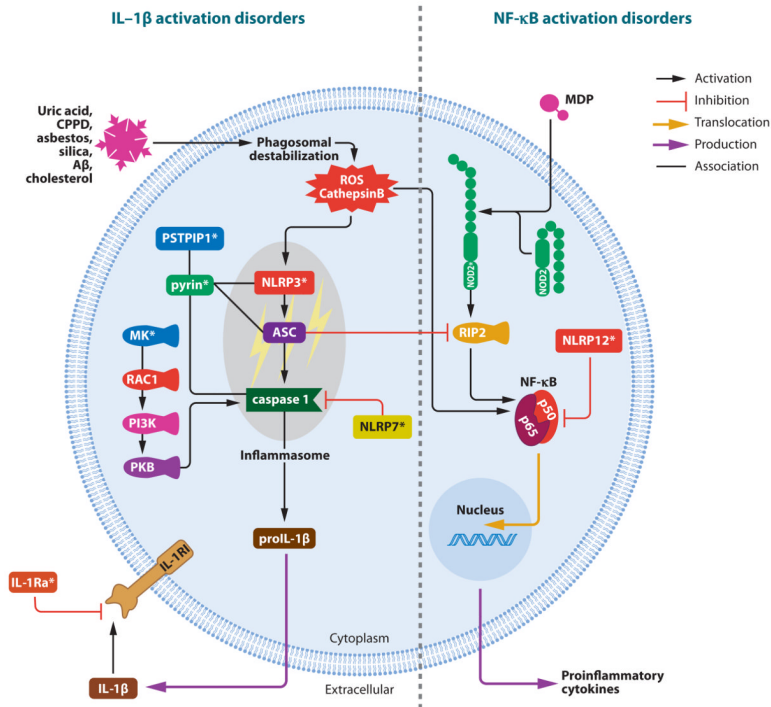 IL–1β activation disorders
NF-κB activation disorders
Activation
Inhibition
Translocation
Production
Association
Uric acid,
CPPD,
asbestos,
silica,
Aβ
cholesterol
Phagosomal
destabilization
ROS
CathepsinB
MDP
PSTPIP1*
pyrin*
NLRP3*
NOD2*
NOD2
MK*
ASC
RIP2
NLRP12*
RAC1
caspase 1
NF-κB
p50
p65
PI3K
NLRP7*
PKB
Inflammasome
Nucleus
proIL-1β
IL-1RI
IL-1Ra*
Cytoplasm
IL-1β
Extracellular
Proinflammatory
cytokines